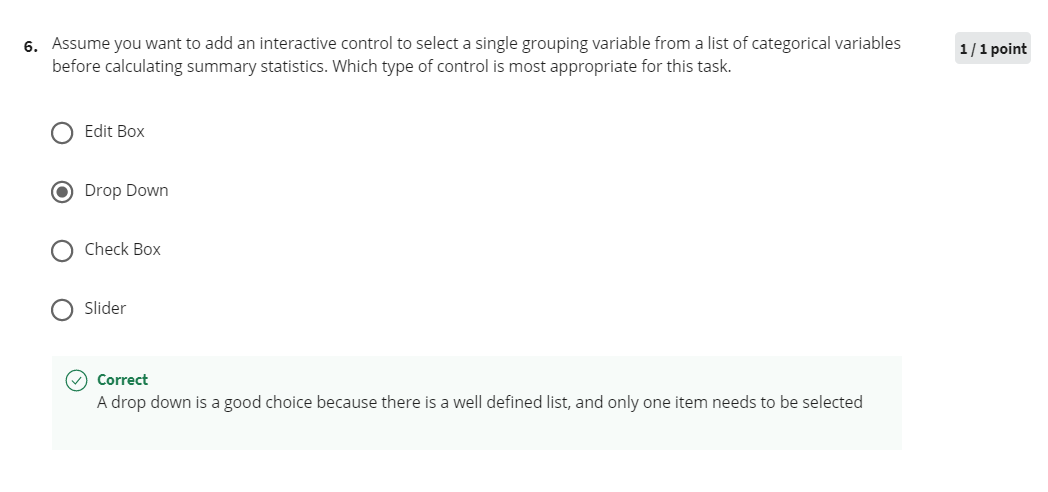 6. Assume you want to add an interactive control to select a single grouping variable from a list of categorical variables
before calculating summary statistics. Which type of control is most appropriate for this task.
1 / 1 point
Edit Box
Drop Down
Check Box
Slider
Correct
A drop down is a good choice because there is a well defined list, and only one item needs to be selected